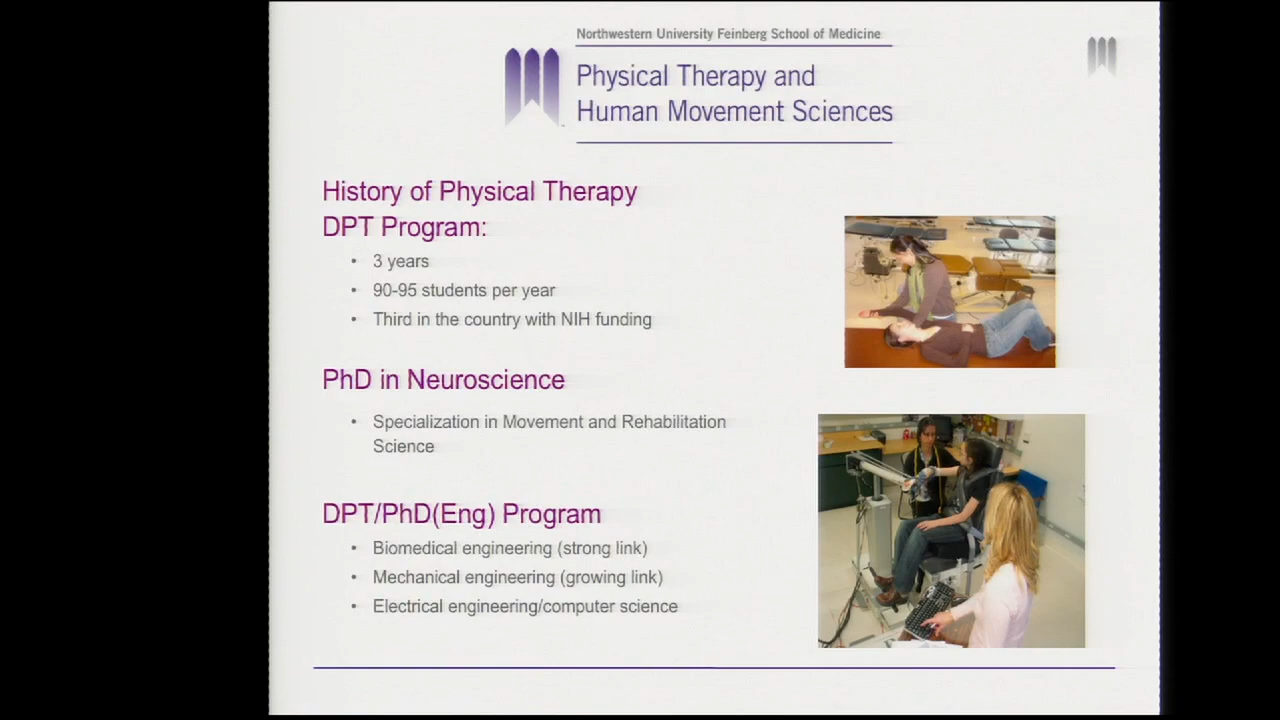 Northwestern University Feinberg School of Medicine
Physical Therapy and
Human Movement Sciences
History of Physical Therapy
DPT Program:
• 3 years
• 90-95 students per year
• Third in the country with NIH funding
PhD in Neuroscience
• Specialization in Movement and Rehabilitation
Science
DPT/PhD(Eng) Program
• Biomedical engineering (strong link)
• Mechanical engineering (growing link)
• Electrical engineering/computer science